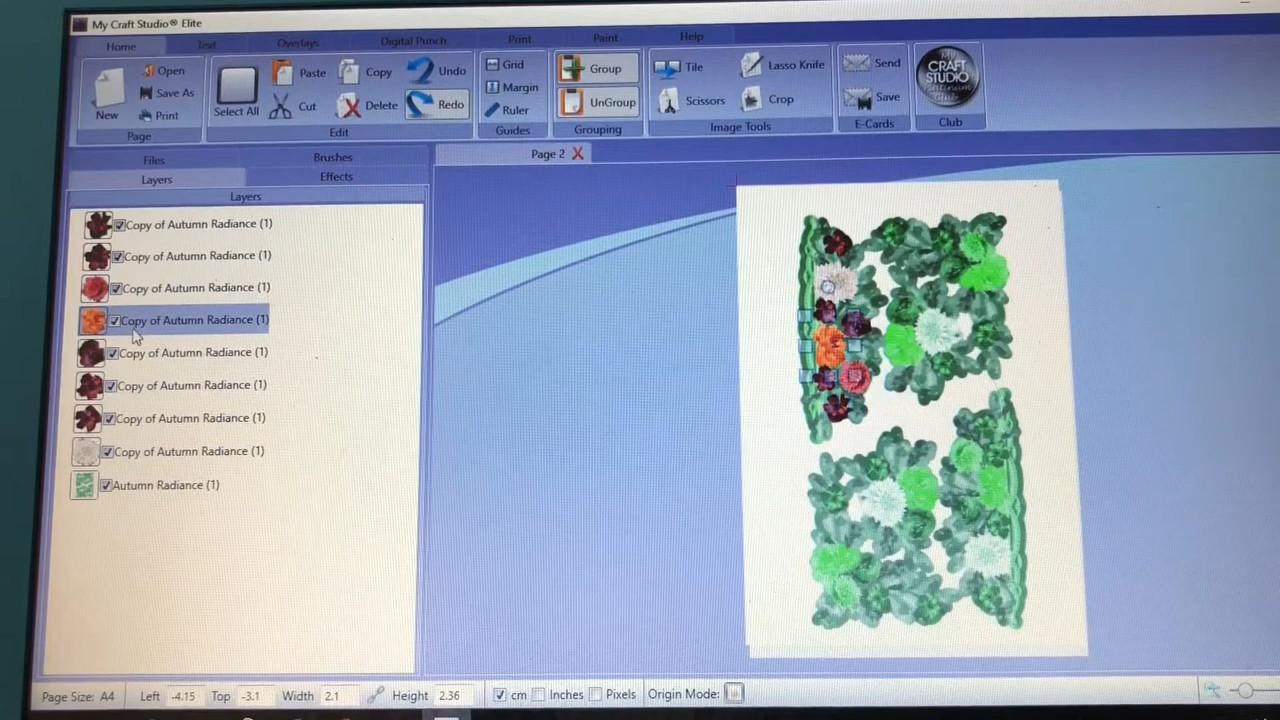 My Craft Studio® Elite
Home Text Overlays Digital Punch Print Paint Help
New Open Save As Print Page
Select All Paste Copy Undo Cut Delete Redo Edit
Grid Margin Ruler Guides
Group UnGroup Grouping
Tile Lasso Knife Scissors Crop Image Tools
Send Save E-Cards
MY CRAFT STUDIO Club
Files Brushes
Layers Effects
Layers
Page 2
Copy of Autumn Radiance (1)
Copy of Autumn Radiance (1)
Copy of Autumn Radiance (1)
Copy of Autumn Radiance (1)
Copy of Autumn Radiance (1)
Copy of Autumn Radiance (1)
Copy of Autumn Radiance (1)
Copy of Autumn Radiance (1)
Autumn Radiance (1)
Page Size: A4 Left -4.15 Top -3.1 Width 2.1 Height 2.36 cm Inches Pixels Origin Mode: